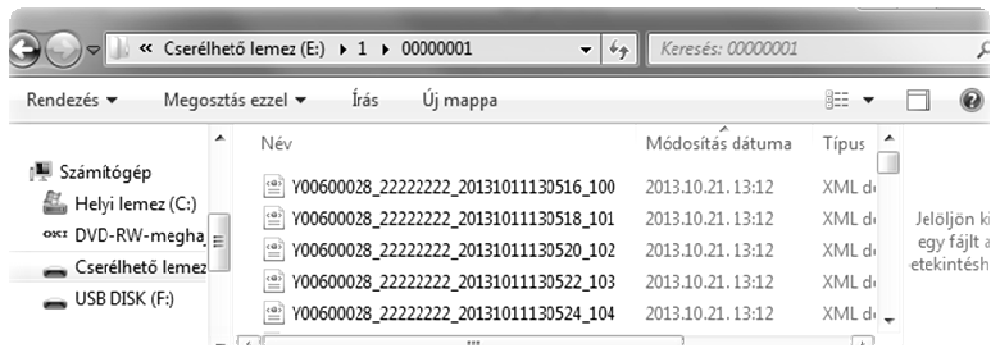 « Cserélhető lemez (E:) ▸ 1 ▸ 00000001
Keresés: 00000001
Rendezés Megosztás ezzel Írás Új mappa
Név Módosítás dátuma Típus
Számítógép
Helyi lemez (C:)
DVD-RW-megha
Cserélhető lemez
USB DISK (F:)
Y00600028_22222222_20131011130516_100 2013.10.21. 13:12 XML d
Y00600028_22222222_20131011130518_101 2013.10.21. 13:12 XML d
Y00600028_22222222_20131011130520_102 2013.10.21. 13:12 XML d
Y00600028_22222222_20131011130522_103 2013.10.21. 13:12 XML d
Y00600028_22222222_20131011130524_104 2013.10.21. 13:12 XML d
Jelöljön ki
egy fájlt a
etekintésh